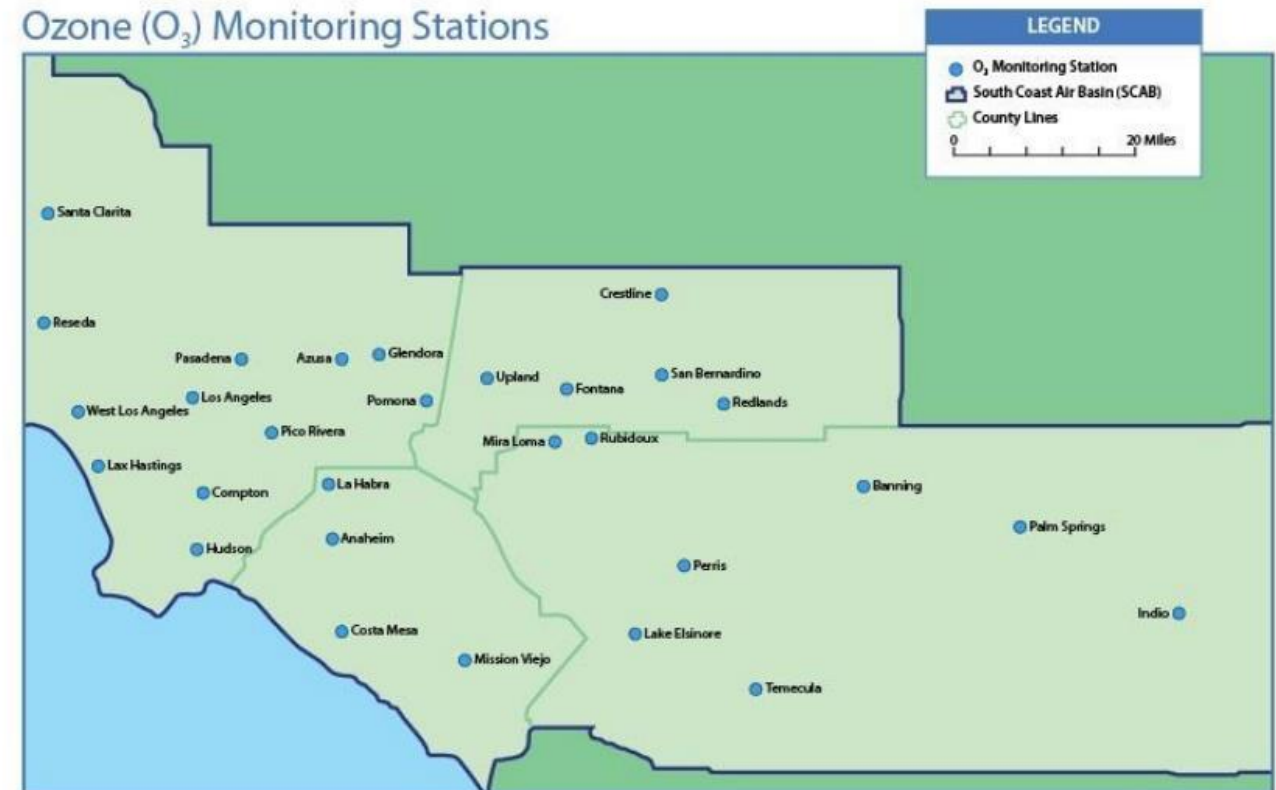 Ozone (O₃) Monitoring Stations
LEGEND
O₃ Monitoring Station
South Coast Air Basin (SCAB)
County Lines
0 20 Miles
Santa Clarita
Crestline
Reseda
Pasadena
Azusa
Glendora
Upland
Fontana
San Bernardino
Redlands
Los Angeles
West Los Angeles
Pomona
Pico Rivera
Mira Loma
Rubidoux
Lax Hastings
Compton
La Habra
Banning
Hudson
Anaheim
Palm Springs
Perris
Indio
Costa Mesa
Lake Elsinore
Mission Viejo
Temecula